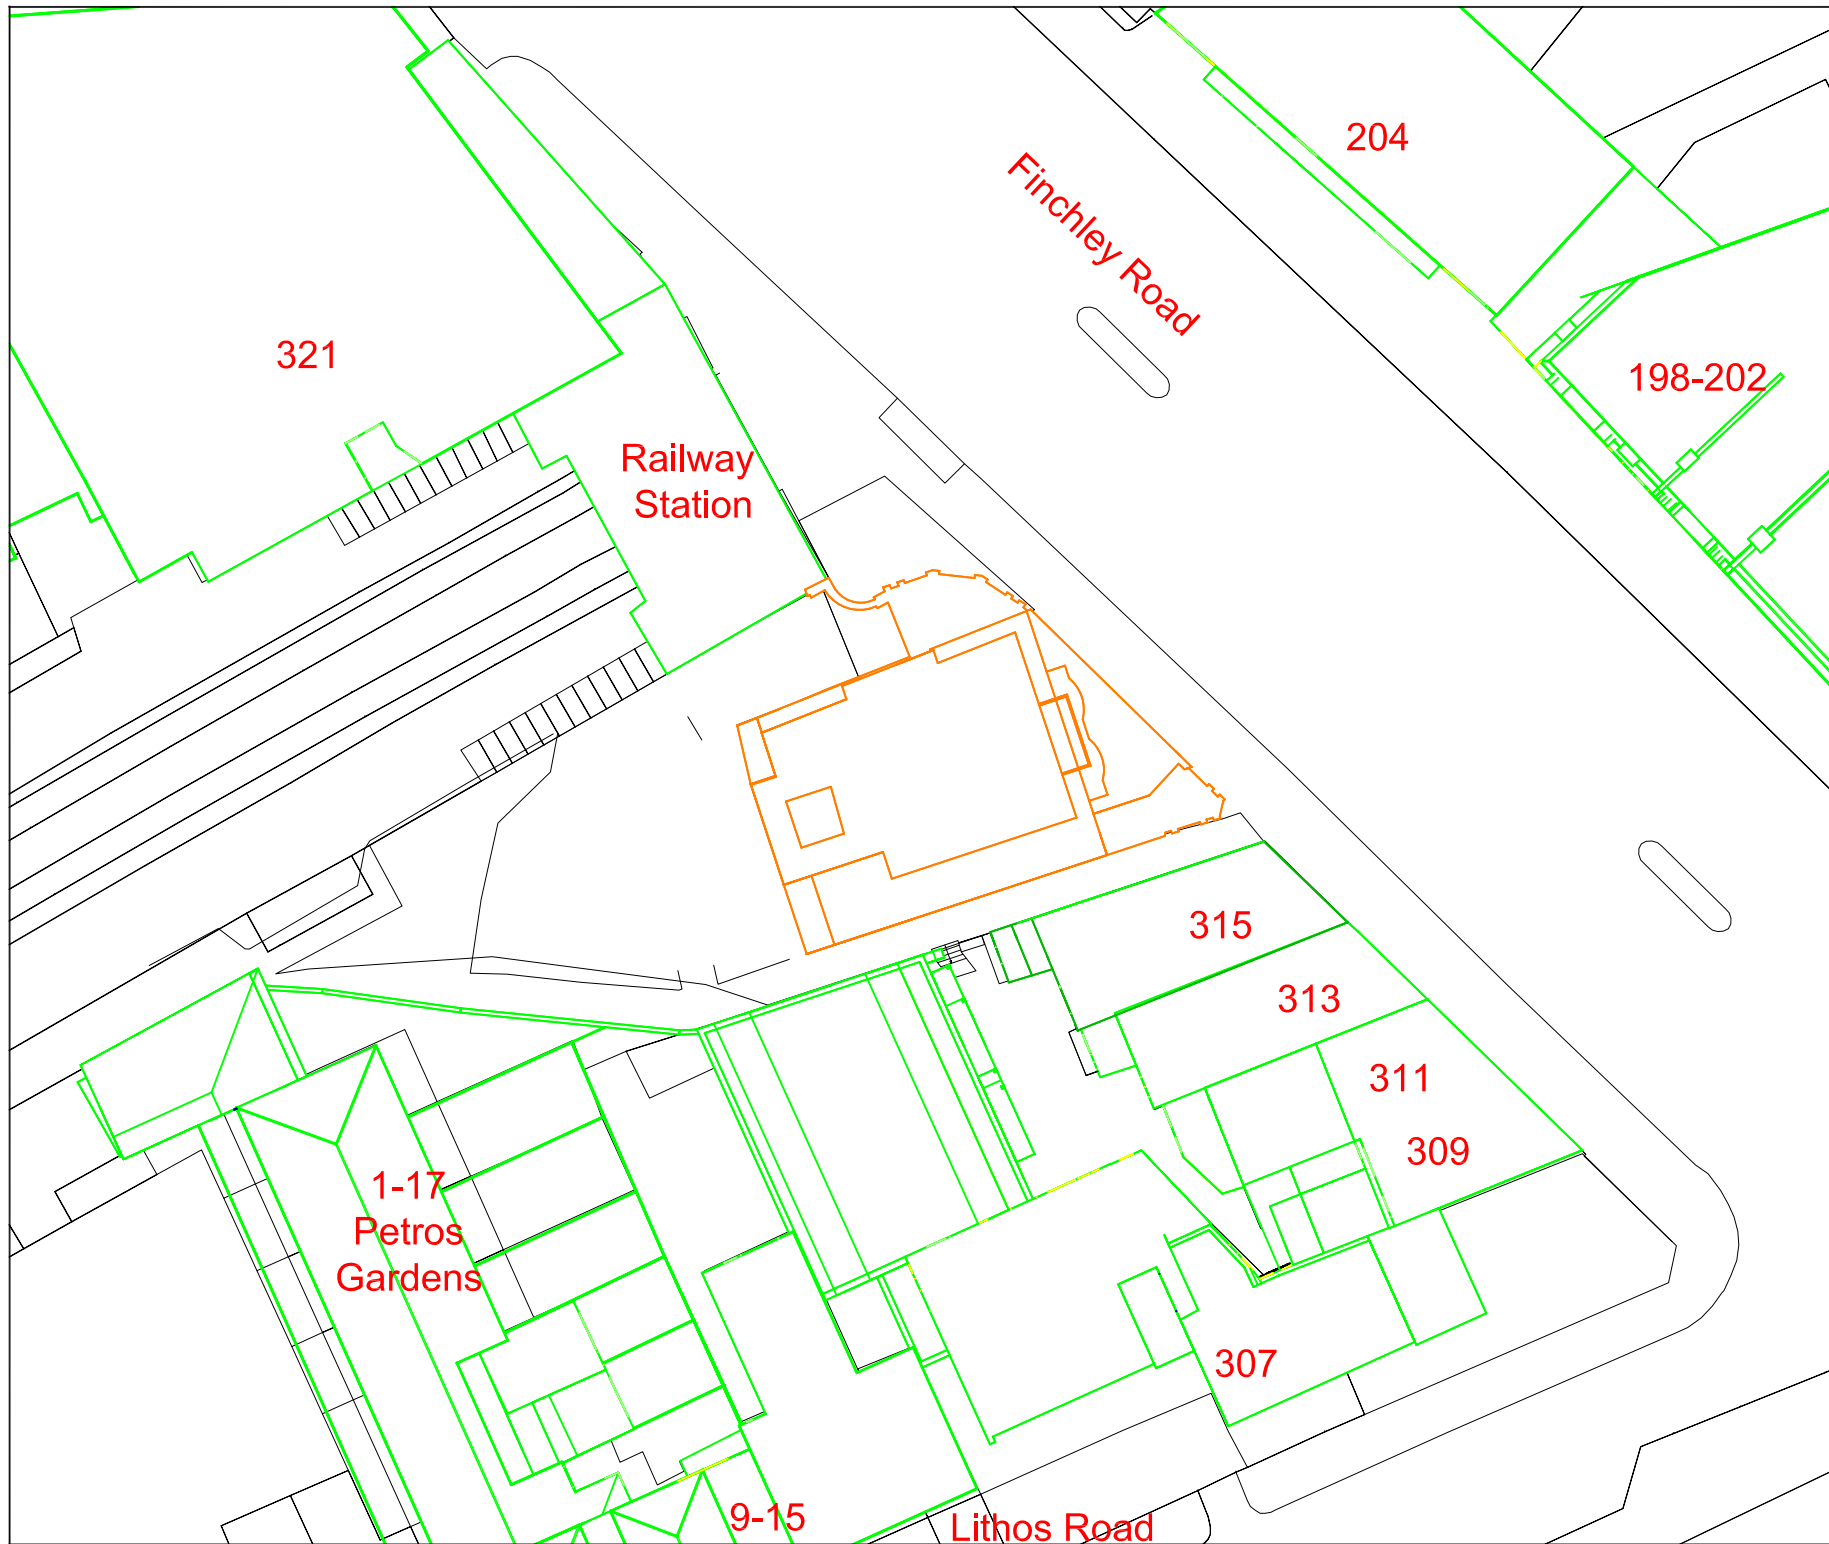 204
Finchley Road
321
198-202
Railway
Station
315
313
311
309
1-17
Petros
Gardens
307
9-15
Lithos Road